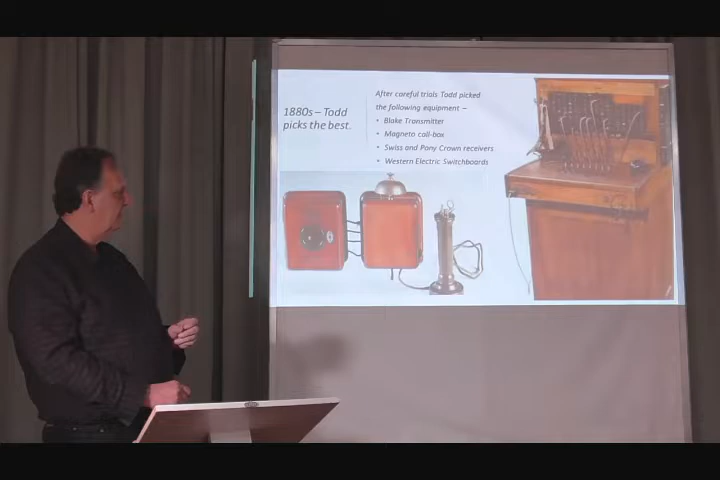 1880s – Todd
picks the best.
After careful trials Todd picked
the following equipment –
• Blake Transmitter
• Magneto call-box
• Swiss and Pony Crown receivers
• Western Electric Switchboards